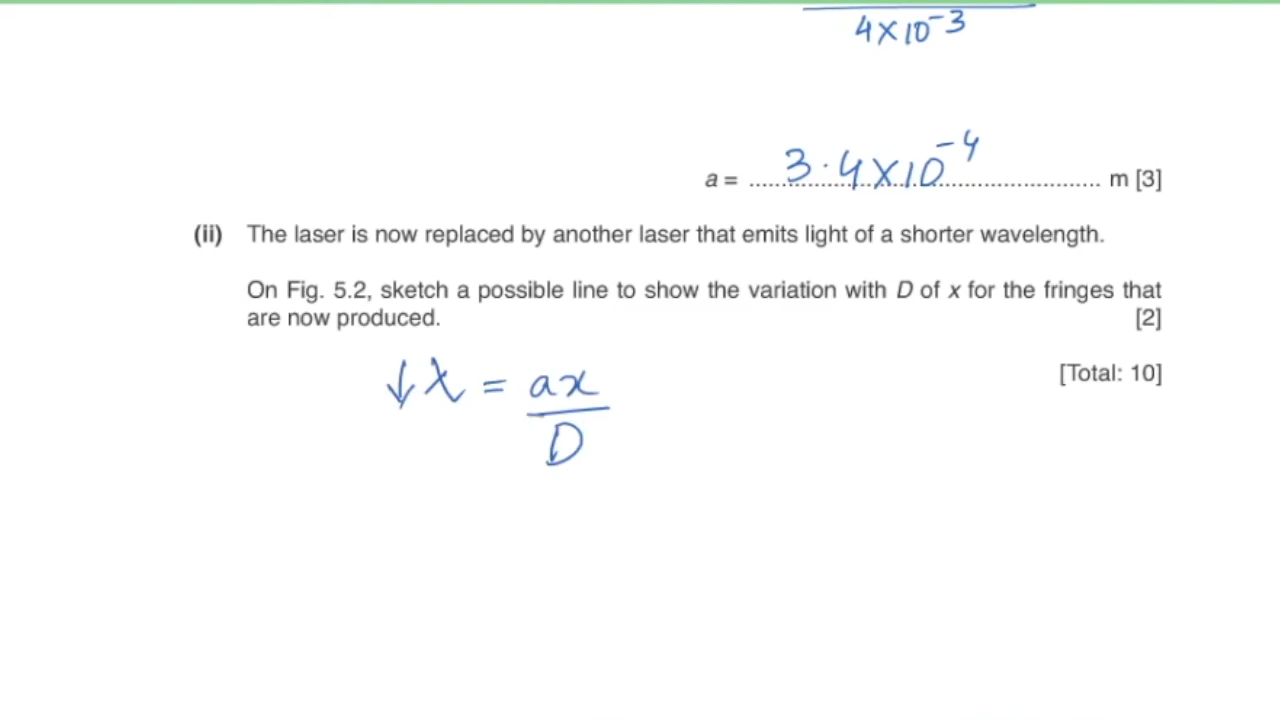 4×10⁻³
a = 3.4×10⁻⁴ m [3]
(ii) The laser is now replaced by another laser that emits light of a shorter wavelength.
On Fig. 5.2, sketch a possible line to show the variation with D of x for the fringes that
are now produced. [2]
[Total: 10]
↓λ = ax
D